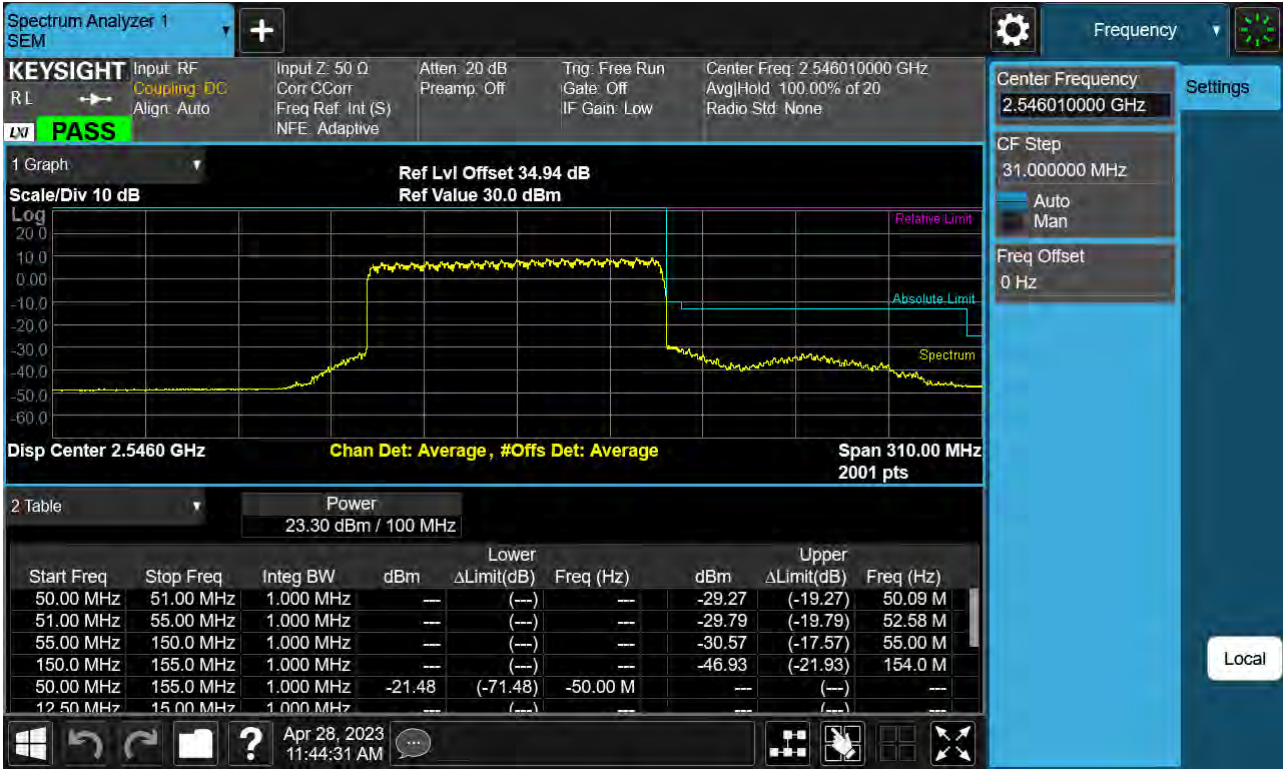 Spectrum Analyzer 1
SEM
Frequency
KEYSIGHT
Input: RF
Coupling: DC
Align: Auto
Input Z: 50 Ω
Corr CCorr
Freq Ref: Int (S)
NFE: Adaptive
Atten: 20 dB
Preamp: Off
Trig: Free Run
Gate: Off
IF Gain: Low
Center Freq: 2.546010000 GHz
Avg|Hold: 100.00% of 20
Radio Std: None
R L
LXI PASS
Center Frequency
2.546010000 GHz
Settings
CF Step
31.000000 MHz
Auto
Man
Freq Offset
0 Hz
Local
1 Graph
Scale/Div 10 dB
Ref Lvl Offset 34.94 dB
Ref Value 30.0 dBm
Log
20.0
10.0
0.00
-10.0
-20.0
-30.0
-40.0
-50.0
-60.0
Relative Limit
Absolute Limit
Spectrum
Disp Center 2.5460 GHz
Chan Det: Average, #Offs Det: Average
Span 310.00 MHz
2001 pts
2 Table
Power
23.30 dBm / 100 MHz
Lower Upper
Start Freq Stop Freq Integ BW dBm ΔLimit(dB) Freq (Hz) dBm ΔLimit(dB) Freq (Hz)
50.00 MHz 51.00 MHz 1.000 MHz --- (---) --- -29.27 (-19.27) 50.09 M
51.00 MHz 55.00 MHz 1.000 MHz --- (---) --- -29.79 (-19.79) 52.58 M
55.00 MHz 150.0 MHz 1.000 MHz --- (---) --- -30.57 (-17.57) 55.00 M
150.0 MHz 155.0 MHz 1.000 MHz --- (---) --- -46.93 (-21.93) 154.0 M
50.00 MHz 155.0 MHz 1.000 MHz -21.48 (-71.48) -50.00 M --- (---) ---
12.50 MHz 15.00 MHz 1.000 MHz --- (---) --- --- (---) ---
Apr 28, 2023
11:44:31 AM